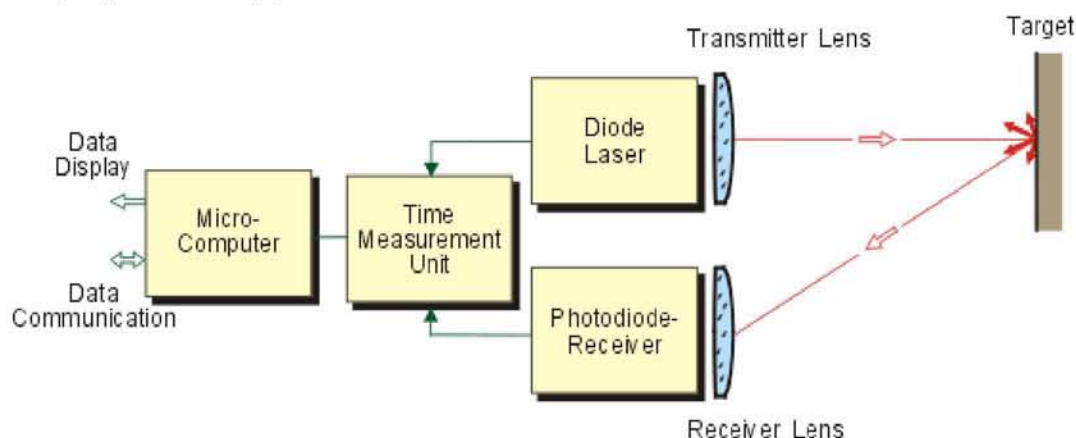 Transmitter Lens
Target
Diode
Laser
Data
Display
Micro-
Computer
Time
Measurement
Unit
Data
Communication
Photodiode-
Receiver
Receiver Lens